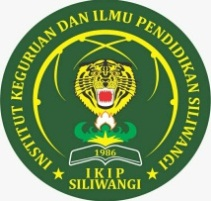 INSTITUT KEGURUAN DAN ILMU PENDIDIKAN SILIWANGI
1986
IKIP
SILIWANGI